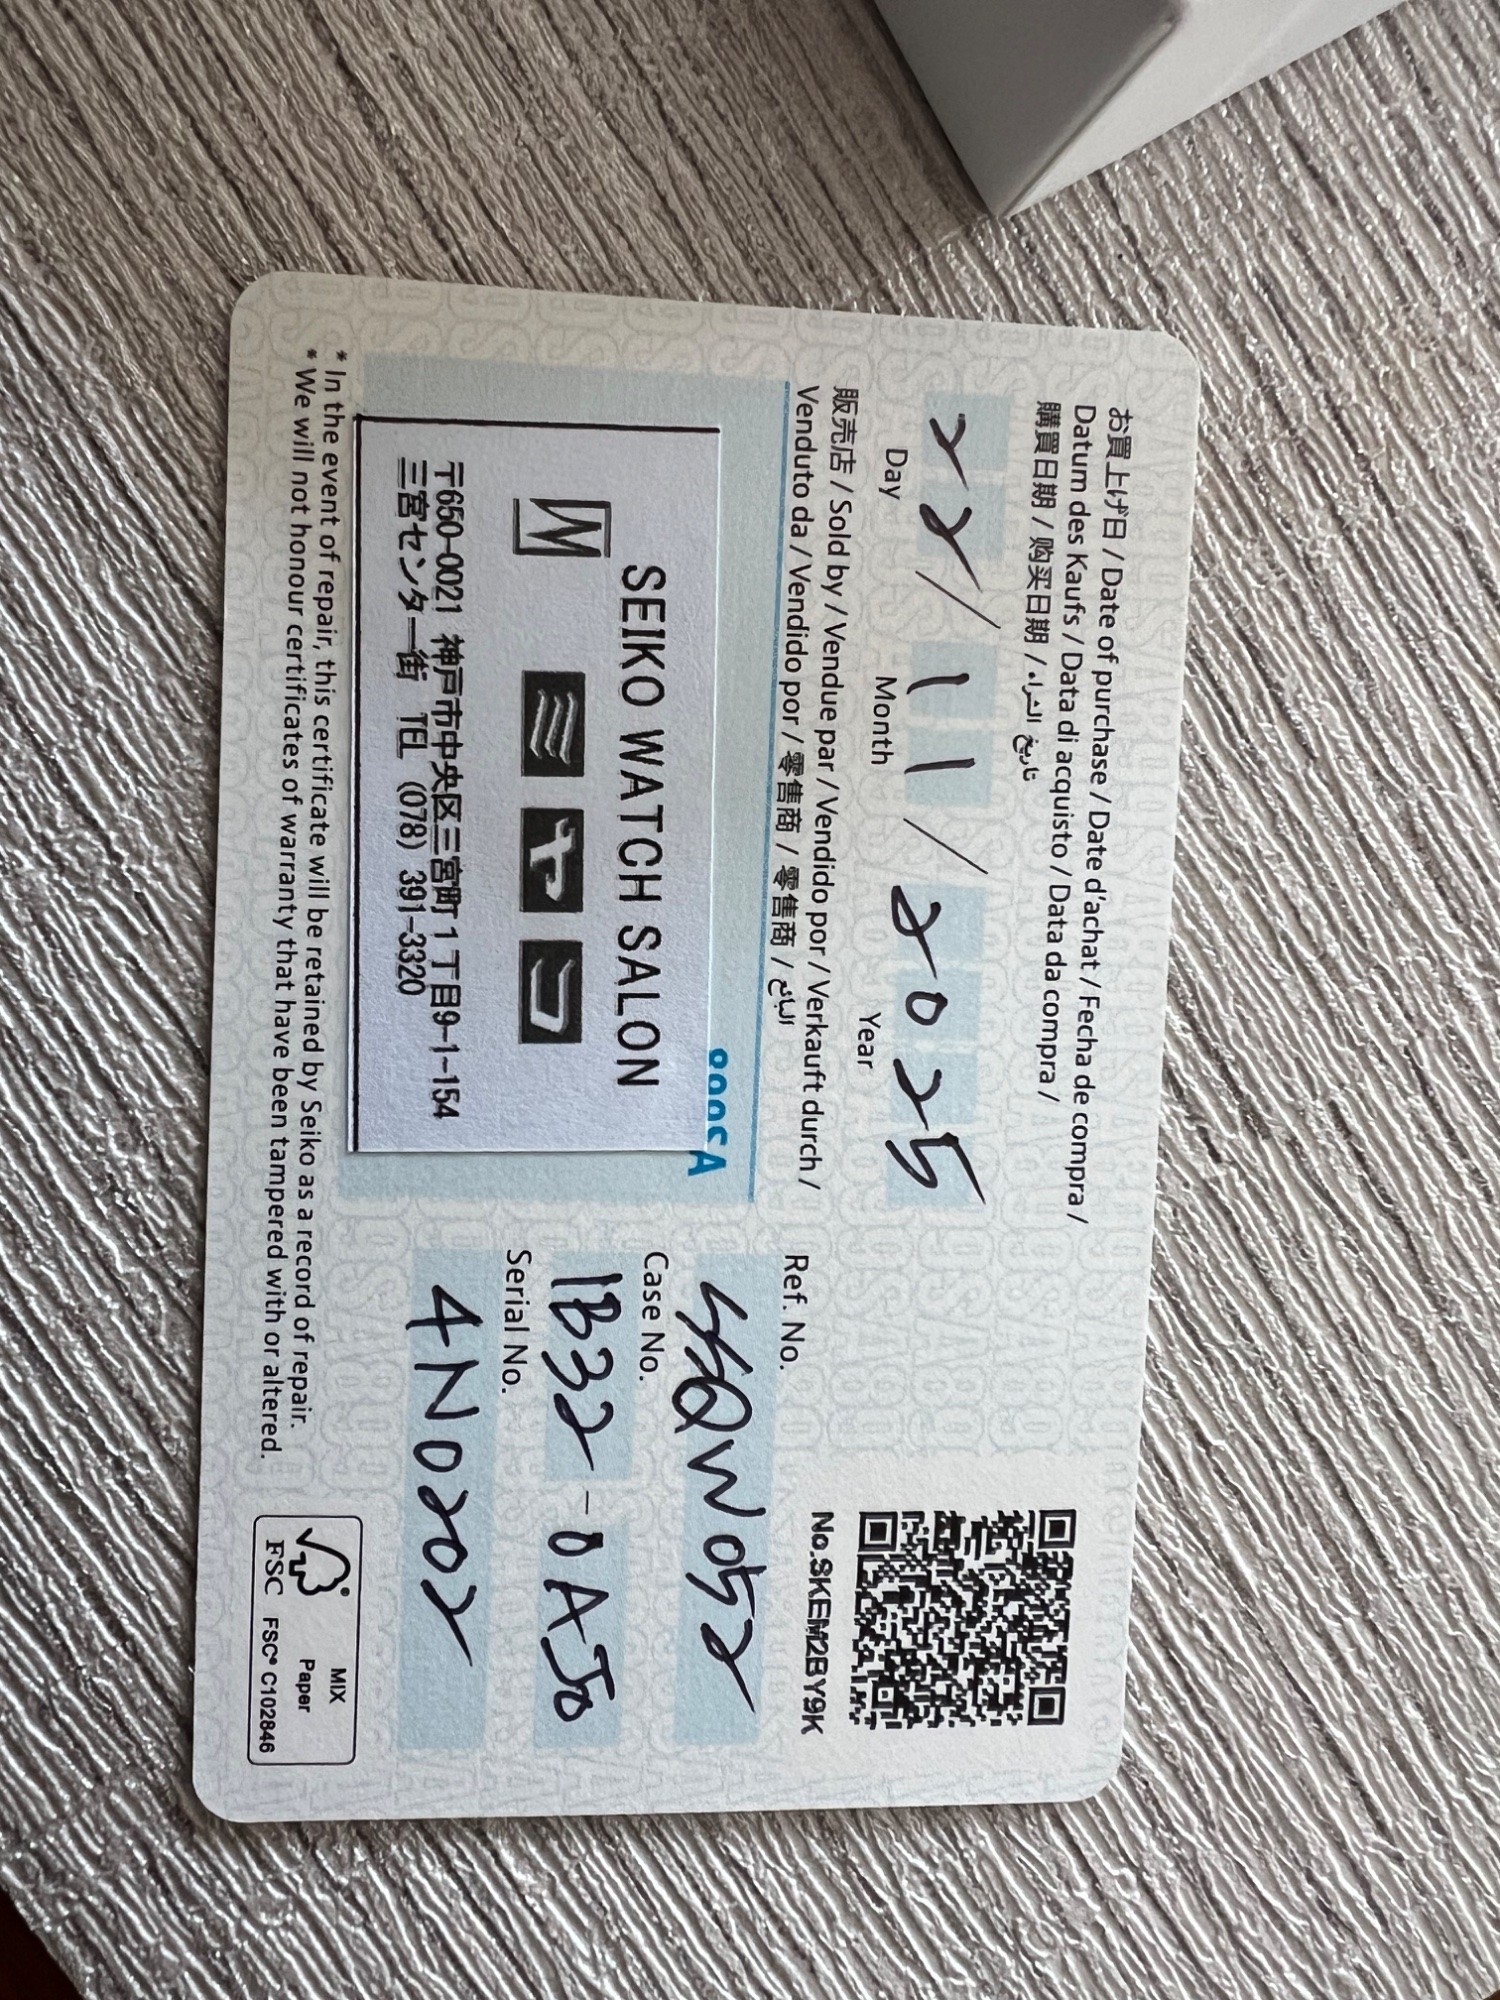 お買上げ日 / Date of purchase / Date d'achat / Fecha de compra /
Datum des Kaufs / Data di acquisto / Data da compra /
購買日期 / 购买日期 / تاريخ الشراء
22 / 11 / 2025
Day Month Year
販売店 / Sold by / Vendue par / Vendido por / Verkauft durch /
Venduto da / Vendido por / 零售商 / 零售商 / البائع
SEIKO WATCH SALON
三ヤコ
〒650-0021 神戸市中央区三宮町1丁目9-1-154
三宮センター街 TEL (078) 391-3320
* In the event of repair, this certificate will be retained by Seiko as a record of repair.
* We will not honour certificates of warranty that have been tampered with or altered.
No.SKEM2BY9K
Ref. No.
SSQW052
Case No.
1B32-0AJ0
Serial No.
4N0202
MIX
Paper
FSC FSC® C102846